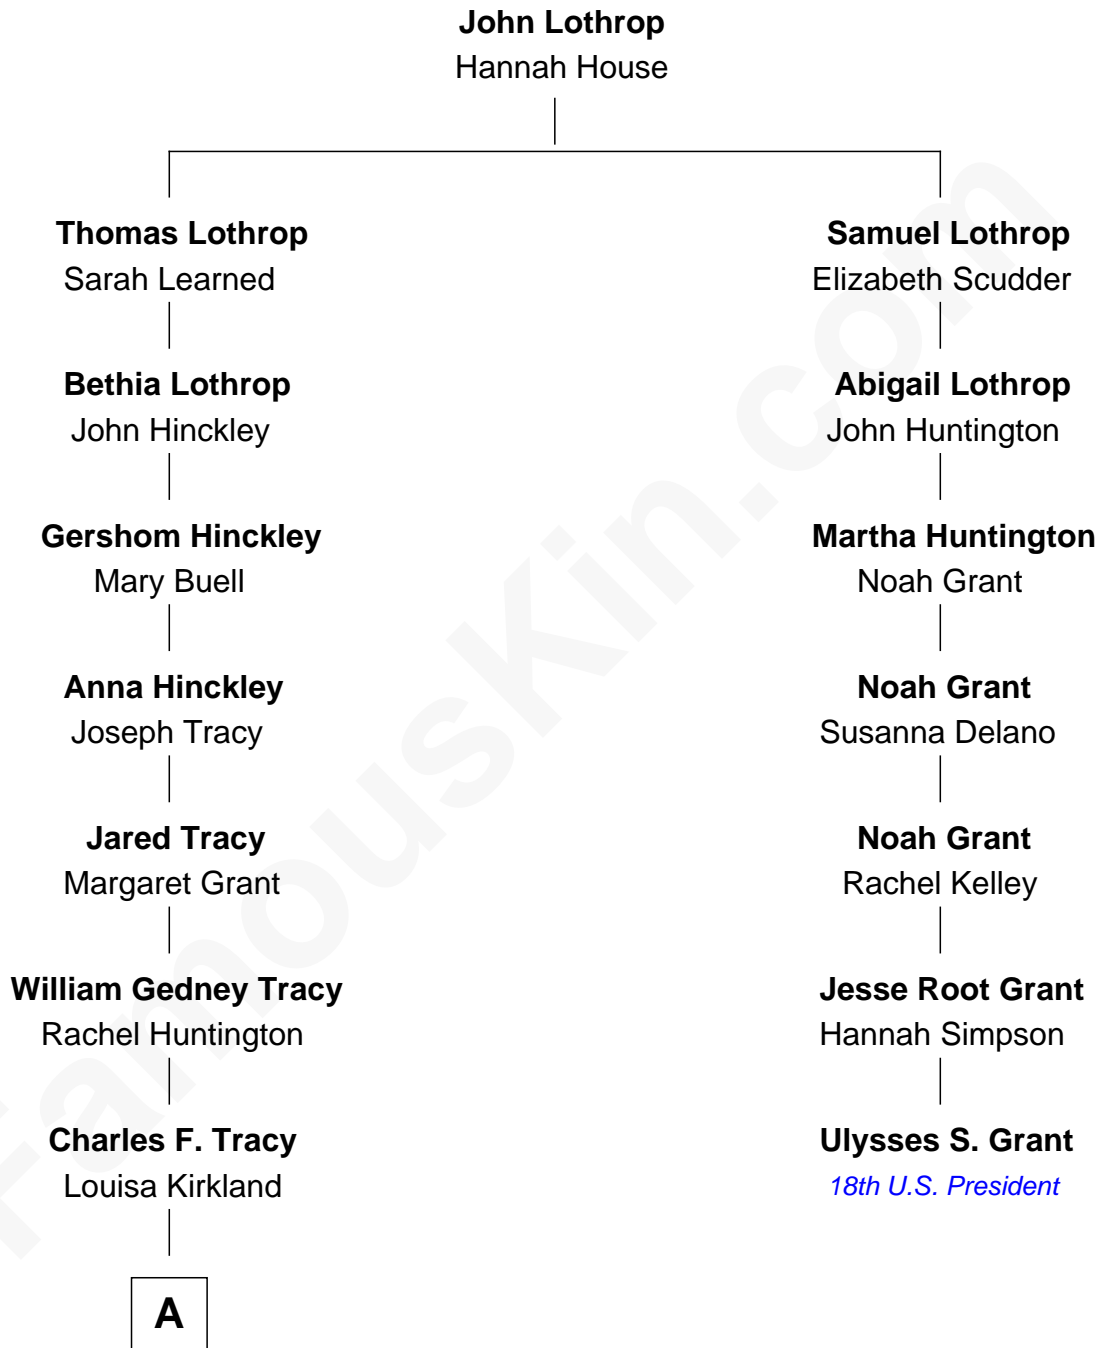 John Lothrop
Hannah House
Thomas Lothrop
Sarah Learned
Samuel Lothrop
Elizabeth Scudder
Bethia Lothrop
John Hinckley
Abigail Lothrop
John Huntington
Gershom Hinckley
Mary Buell
Martha Huntington
Noah Grant
Anna Hinckley
Joseph Tracy
Noah Grant
Susanna Delano
Jared Tracy
Margaret Grant
Noah Grant
Rachel Kelley
William Gedney Tracy
Rachel Huntington
Jesse Root Grant
Hannah Simpson
Charles F. Tracy
Louisa Kirkland
Ulysses S. Grant
18th U.S. President
A
FamousKin.com